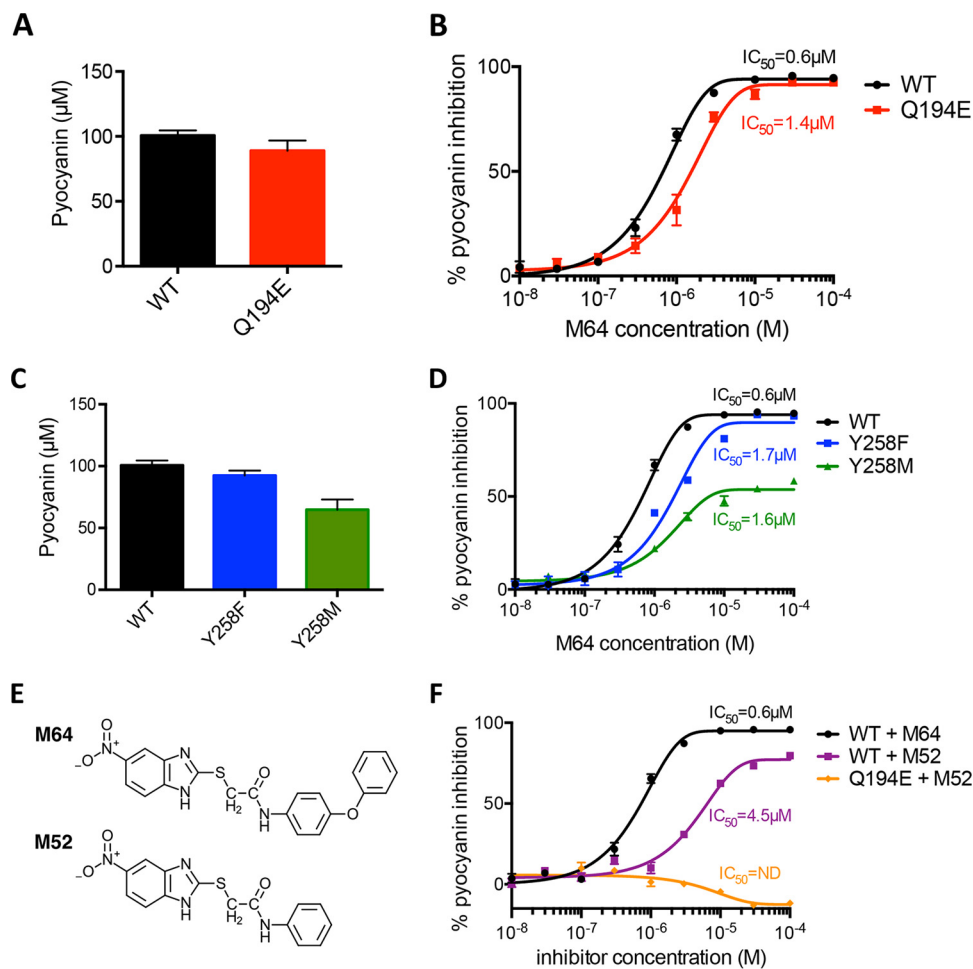 A
Pyocyanin (µM)
150
100
50
0
WT
Q194E
B
% pyocyanin inhibition
100
50
0
10-8
10-7
10-6
10-5
10-4
M64 concentration (M)
IC50=0.6µM
IC50=1.4µM
WT
Q194E
C
Pyocyanin (µM)
150
100
50
0
WT
Y258F
Y258M
D
% pyocyanin inhibition
100
50
0
10-8
10-7
10-6
10-5
10-4
M64 concentration (M)
IC50=0.6µM
IC50=1.7µM
IC50=1.6µM
WT
Y258F
Y258M
E
M64
O
N+
−O
N
N
H
S
C
H2
O
N
H
O
M52
O
N+
−O
N
N
H
S
C
H2
O
N
H
F
% pyocyanin inhibition
100
50
0
10-8
10-7
10-6
10-5
10-4
inhibitor concentration (M)
IC50=0.6µM
IC50=4.5µM
IC50=ND
WT + M64
WT + M52
Q194E + M52